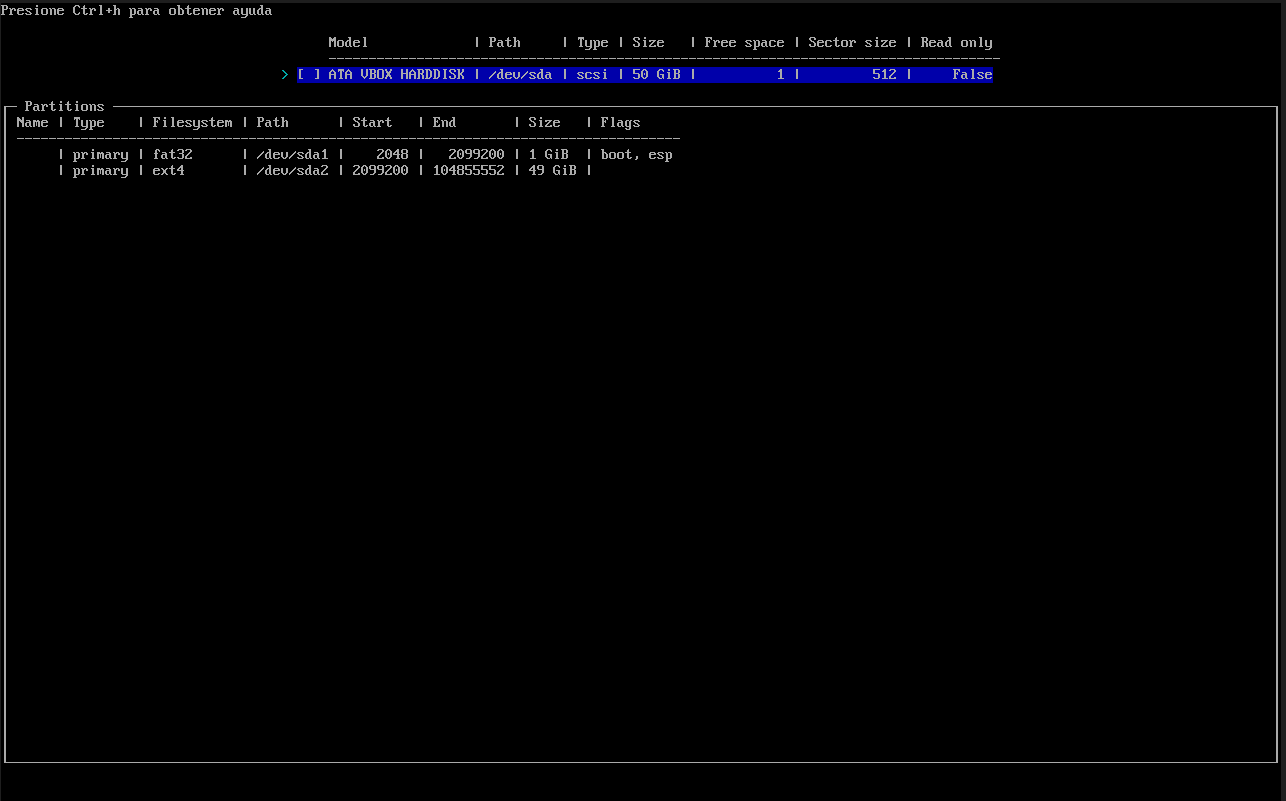 Presione Ctrl+h para obtener ayuda
Model | Path | Type | Size | Free space | Sector size | Read only
> [ ] ATA VBOX HARDDISK | /dev/sda | scsi | 50 GiB | 1 | 512 | False
Partitions
Name | Type | Filesystem | Path | Start | End | Size | Flags
| primary | fat32 | /dev/sda1 | 2048 | 2099200 | 1 GiB | boot, esp
| primary | ext4 | /dev/sda2 | 2099200 | 104855552 | 49 GiB |